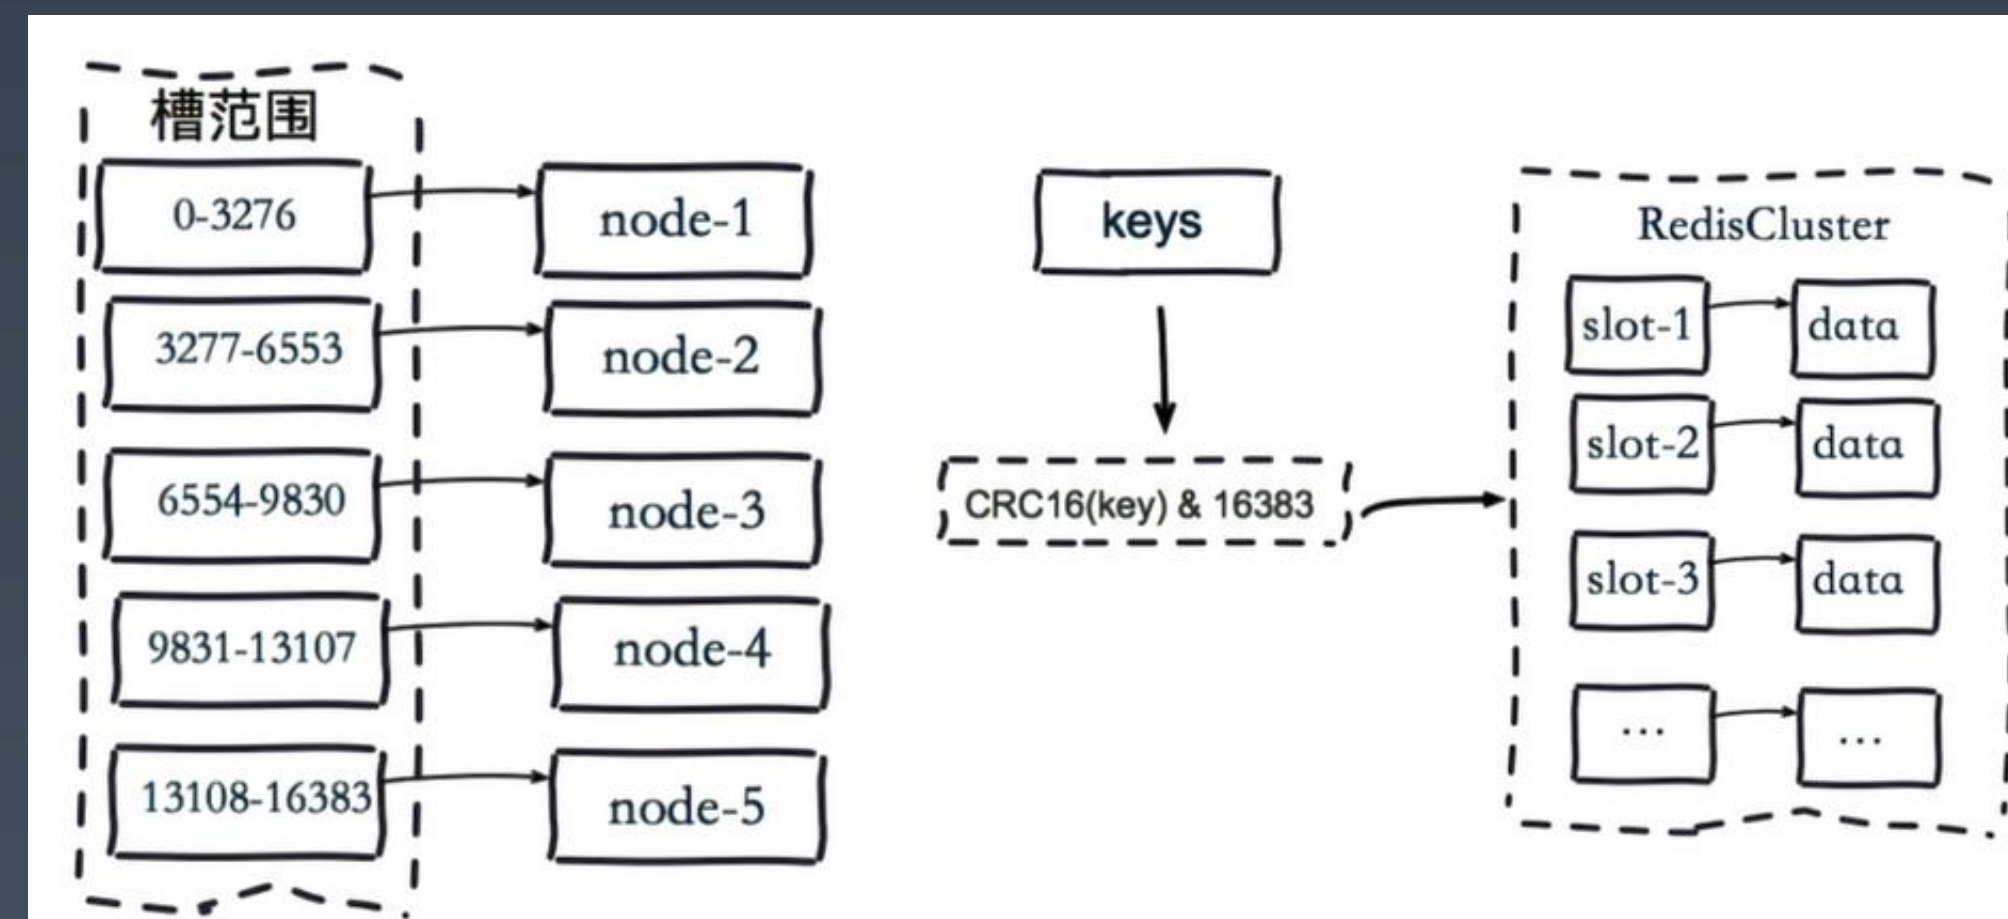 槽范围
0-3276
node-1
3277-6553
node-2
6554-9830
node-3
9831-13107
node-4
13108-16383
node-5
keys
CRC16(key) & 16383
RedisCluster
slot-1
data
slot-2
data
slot-3
data
...
...